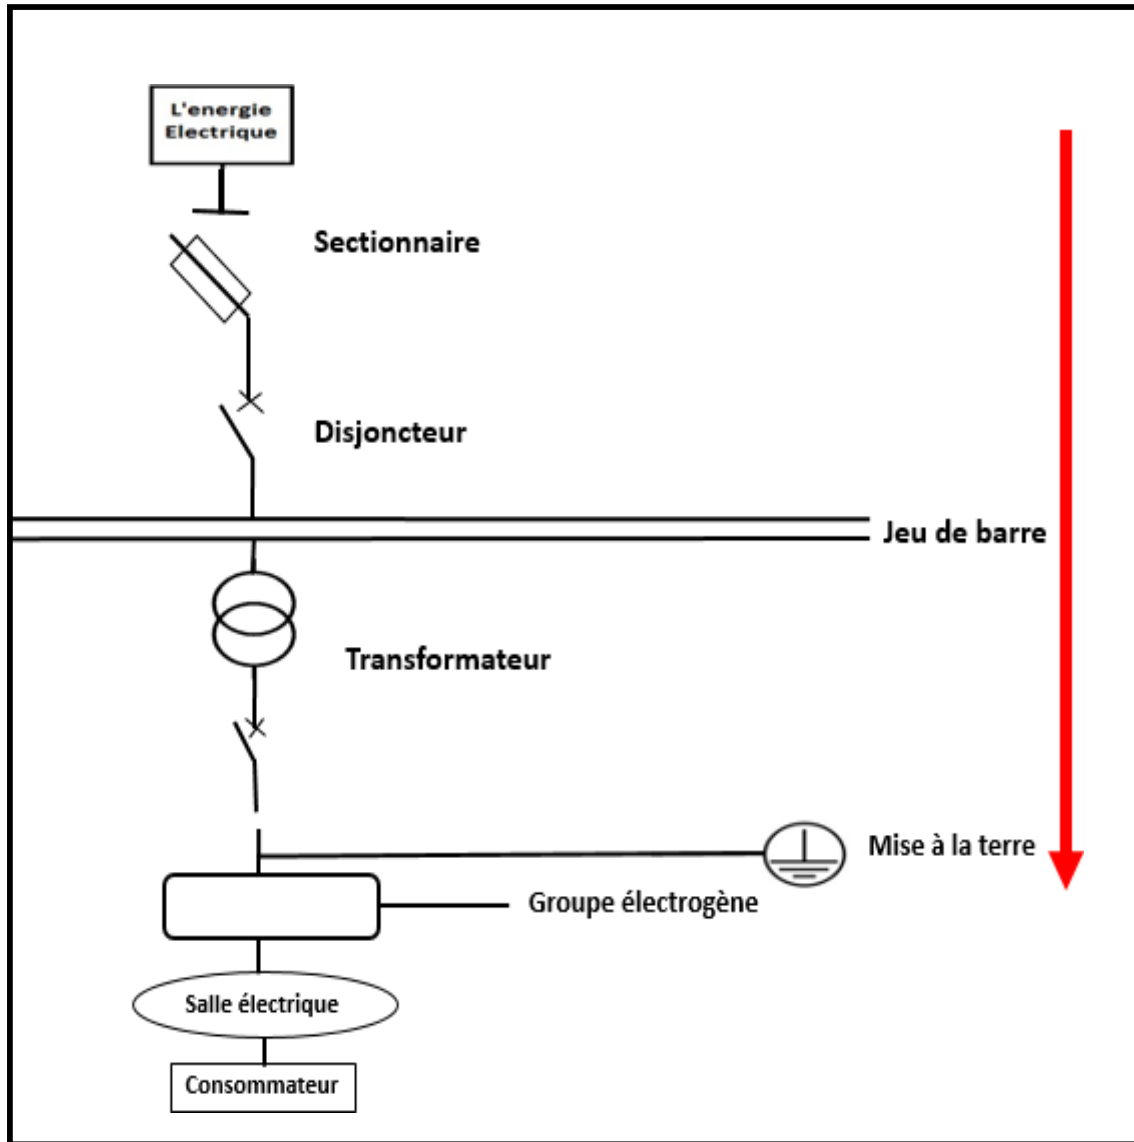 L'energie
Electrique
Sectionnaire
Disjoncteur
Jeu de barre
Transformateur
Mise à la terre
Groupe électrogène
Salle électrique
Consommateur